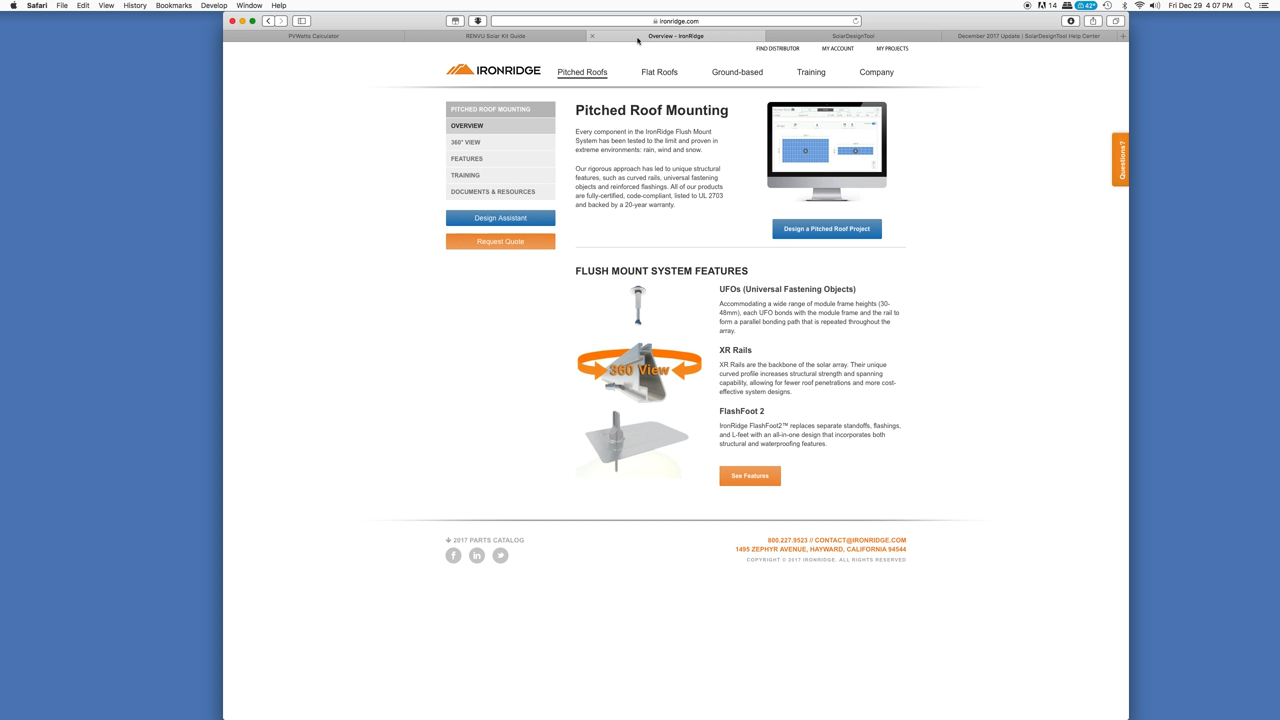 Safari File Edit View History Bookmarks Develop Window Help
14 42° Fri Dec 29 4:07 PM
ironridge.com
PVWatts Calculator
RENVU Solar Kit Guide
Overview - IronRidge
SolarDesignTool
December 2017 Update | SolarDesignTool Help Center
FIND DISTRIBUTOR MY ACCOUNT MY PROJECTS
IRONRIDGE
Pitched Roofs Flat Roofs Ground-based Training Company
PITCHED ROOF MOUNTING
OVERVIEW
360° VIEW
FEATURES
TRAINING
DOCUMENTS & RESOURCES
Design Assistant
Request Quote
Pitched Roof Mounting
Every component in the IronRidge Flush Mount
System has been tested to the limit and proven in
extreme environments: rain, wind and snow.
Our rigorous approach has led to unique structural
features, such as curved rails, universal fastening
objects and reinforced flashings. All of our products
are fully-certified, code-compliant, listed to UL 2703
and backed by a 20-year warranty.
Design a Pitched Roof Project
Questions?
FLUSH MOUNT SYSTEM FEATURES
UFOs (Universal Fastening Objects)
Accommodating a wide range of module frame heights (30-
48mm), each UFO bonds with the module frame and the rail to
form a parallel bonding path that is repeated throughout the
array.
360 View
XR Rails
XR Rails are the backbone of the solar array. Their unique
curved profile increases structural strength and spanning
capability, allowing for fewer roof penetrations and more cost-
effective system designs.
FlashFoot 2
IronRidge FlashFoot2™ replaces separate standoffs, flashings,
and L-feet with an all-in-one design that incorporates both
structural and waterproofing features.
See Features
2017 PARTS CATALOG
800.227.9523 // CONTACT@IRONRIDGE.COM
1495 ZEPHYR AVENUE, HAYWARD, CALIFORNIA 94544
COPYRIGHT © 2017 IRONRIDGE, ALL RIGHTS RESERVED